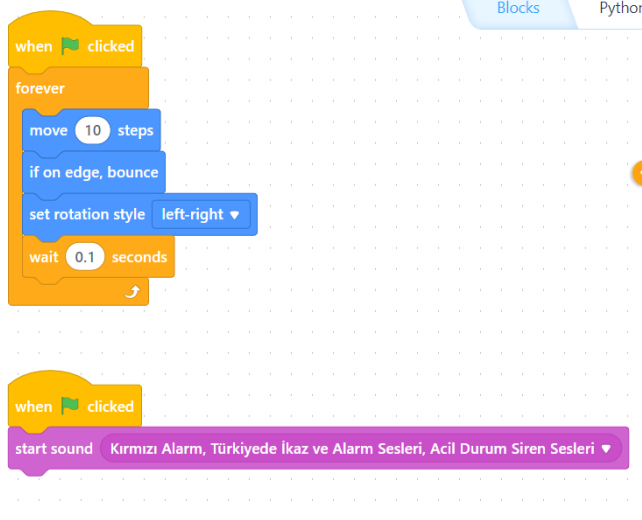 Blocks
when clicked
forever
move 10 steps
if on edge, bounce
set rotation style left-right
wait 0.1 seconds
when clicked
start sound Kırmızı Alarm, Türkiyede İkaz ve Alarm Sesleri, Acil Durum Siren Sesleri